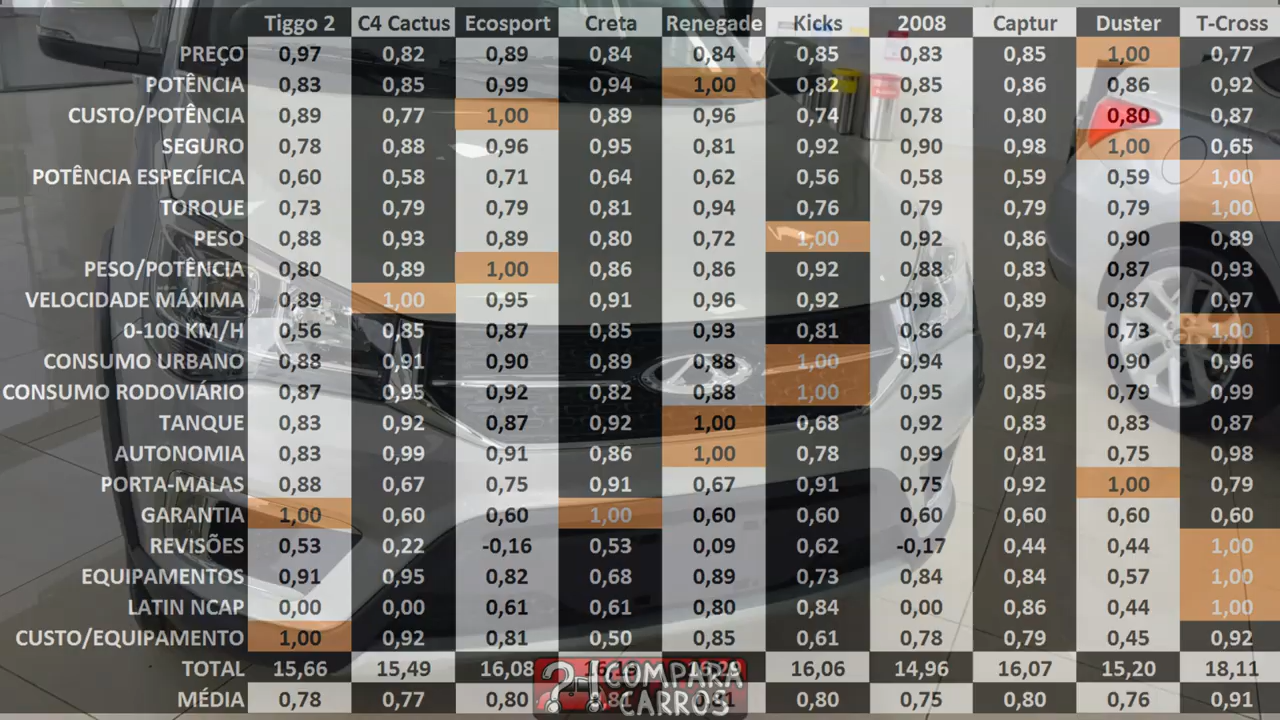 Tiggo 2 C4 Cactus Ecosport Creta Renegade Kicks 2008 Captur Duster T-Cross
PREÇO 0,97 0,82 0,89 0,84 0,84 0,85 0,83 0,85 1,00 0,77
POTÊNCIA 0,83 0,85 0,99 0,94 1,00 0,82 0,85 0,86 0,86 0,92
CUSTO/POTÊNCIA 0,89 0,77 1,00 0,89 0,96 0,74 0,78 0,80 0,80 0,87
SEGURO 0,78 0,88 0,96 0,95 0,81 0,92 0,90 0,98 1,00 0,65
POTÊNCIA ESPECÍFICA 0,60 0,58 0,71 0,64 0,62 0,56 0,58 0,59 0,59 1,00
TORQUE 0,73 0,79 0,79 0,81 0,94 0,76 0,79 0,79 0,79 1,00
PESO 0,88 0,93 0,89 0,80 0,72 1,00 0,92 0,86 0,90 0,89
PESO/POTÊNCIA 0,80 0,89 1,00 0,86 0,86 0,92 0,88 0,83 0,87 0,93
VELOCIDADE MÁXIMA 0,89 1,00 0,95 0,91 0,96 0,92 0,98 0,89 0,87 0,97
0-100 KM/H 0,56 0,85 0,87 0,85 0,93 0,81 0,86 0,74 0,73 1,00
CONSUMO URBANO 0,88 0,91 0,90 0,89 0,88 1,00 0,94 0,92 0,90 0,96
CONSUMO RODOVIÁRIO 0,87 0,95 0,92 0,82 0,88 1,00 0,95 0,85 0,79 0,99
TANQUE 0,83 0,92 0,87 0,92 1,00 0,68 0,92 0,83 0,83 0,87
AUTONOMIA 0,83 0,99 0,91 0,86 1,00 0,78 0,99 0,81 0,75 0,98
PORTA-MALAS 0,88 0,67 0,75 0,91 0,67 0,91 0,75 0,92 1,00 0,79
GARANTIA 1,00 0,60 0,60 1,00 0,60 0,60 0,60 0,60 0,60 0,60
REVISÕES 0,53 0,22 -0,16 0,53 0,09 0,62 -0,17 0,44 0,44 1,00
EQUIPAMENTOS 0,91 0,95 0,82 0,68 0,89 0,73 0,84 0,84 0,57 1,00
LATIN NCAP 0,00 0,00 0,61 0,61 0,80 0,84 0,00 0,86 0,44 1,00
CUSTO/EQUIPAMENTO 1,00 0,92 0,81 0,50 0,85 0,61 0,78 0,79 0,45 0,92
TOTAL 15,66 15,49 16,08 16,06 14,96 16,07 15,20 18,11
MÉDIA 0,78 0,77 0,80 0,80 0,75 0,80 0,76 0,91
COMPARA
CARROS